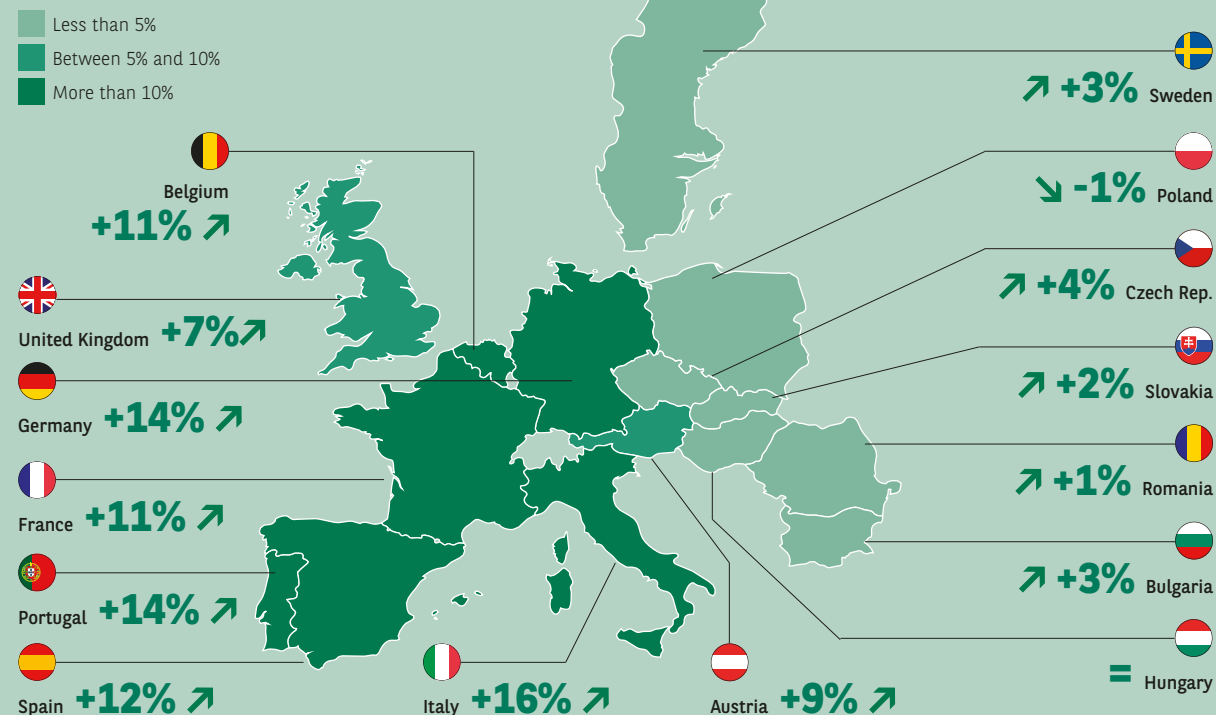 Less than 5%
Between 5% and 10%
More than 10%
Belgium
+11%
United Kingdom +7%
Germany +14%
France +11%
Portugal +14%
Spain +12%
Italy +16%
Austria +9%
+3% Sweden
-1% Poland
+4% Czech Rep.
+2% Slovakia
+1% Romania
+3% Bulgaria
= Hungary